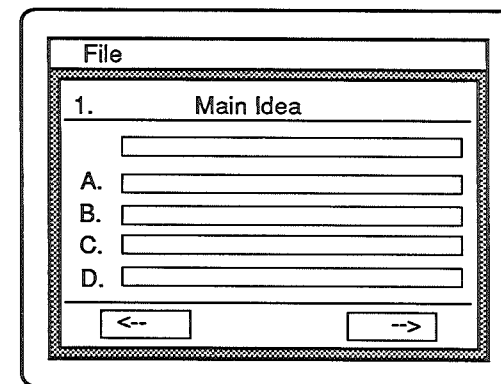 File
1. Main Idea
A.
B.
C.
D.
<-- -->